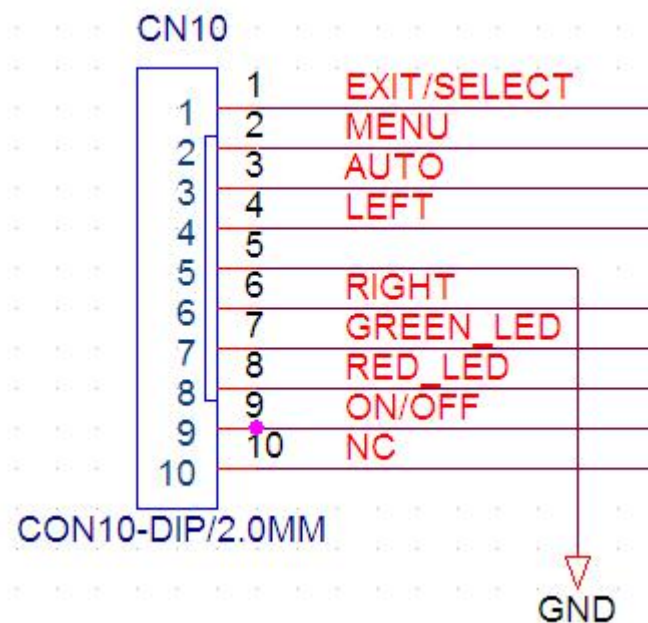 CN10
1 1 EXIT/SELECT
2 2 MENU
3 3 AUTO
4 4 LEFT
5 5
6 6 RIGHT
7 7 GREEN_LED
8 8 RED_LED
9 9 ON/OFF
10 10 NC
CON10-DIP/2.0MM
GND